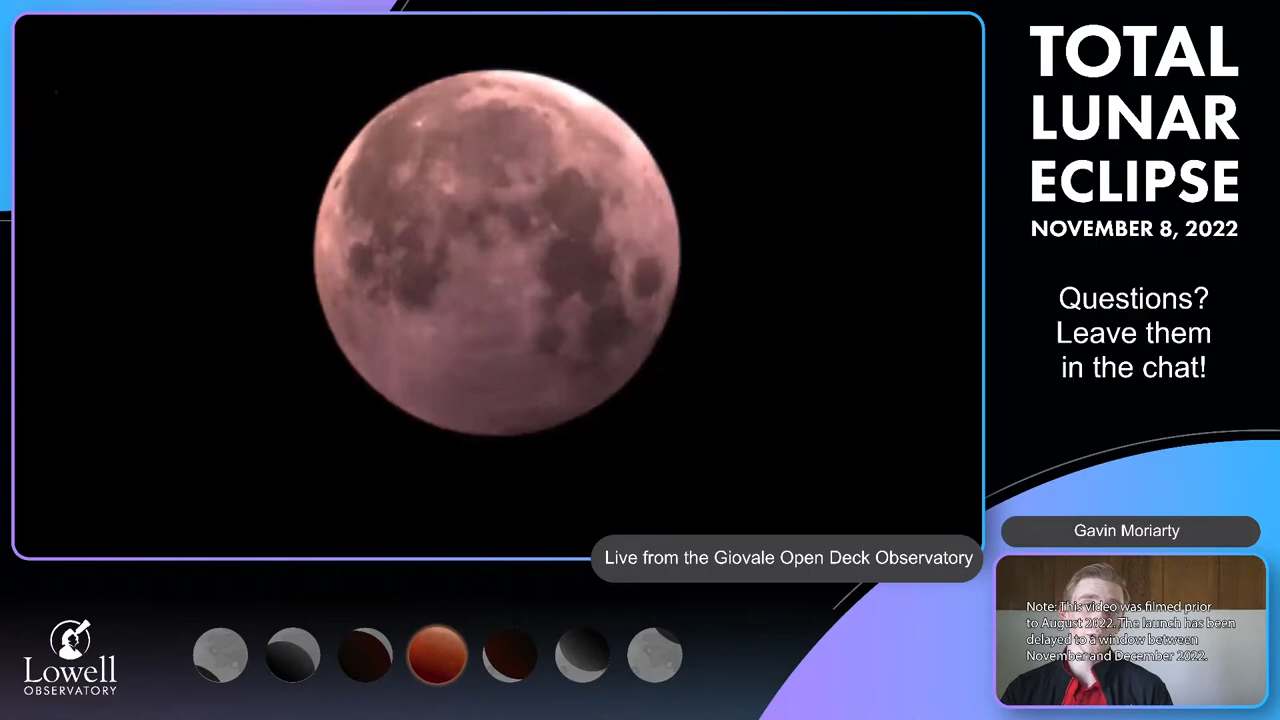 TOTAL
LUNAR
ECLIPSE
NOVEMBER 8, 2022
Questions?
Leave them
in the chat!
Gavin Moriarty
Live from the Giovale Open Deck Observatory
Note: This video was filmed prior
to August 2022. The launch has been
delayed to a window between
November and December 2022.
Lowell
OBSERVATORY